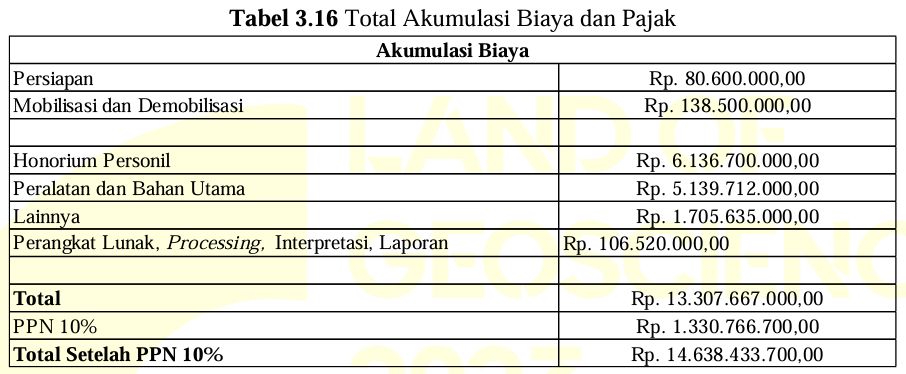 Tabel 3.16 Total Akumulasi Biaya dan Pajak
Akumulasi Biaya
Persiapan Rp. 80.600.000,00
Mobilisasi dan Demobilisasi Rp. 138.500.000,00
Honorium Personil Rp. 6.136.700.000,00
Peralatan dan Bahan Utama Rp. 5.139.712.000,00
Lainnya Rp. 1.705.635.000,00
Perangkat Lunak, Processing, Interpretasi, Laporan Rp. 106.520.000,00
Total Rp. 13.307.667.000,00
PPN 10% Rp. 1.330.766.700,00
Total Setelah PPN 10% Rp. 14.638.433.700,00
LAND OF